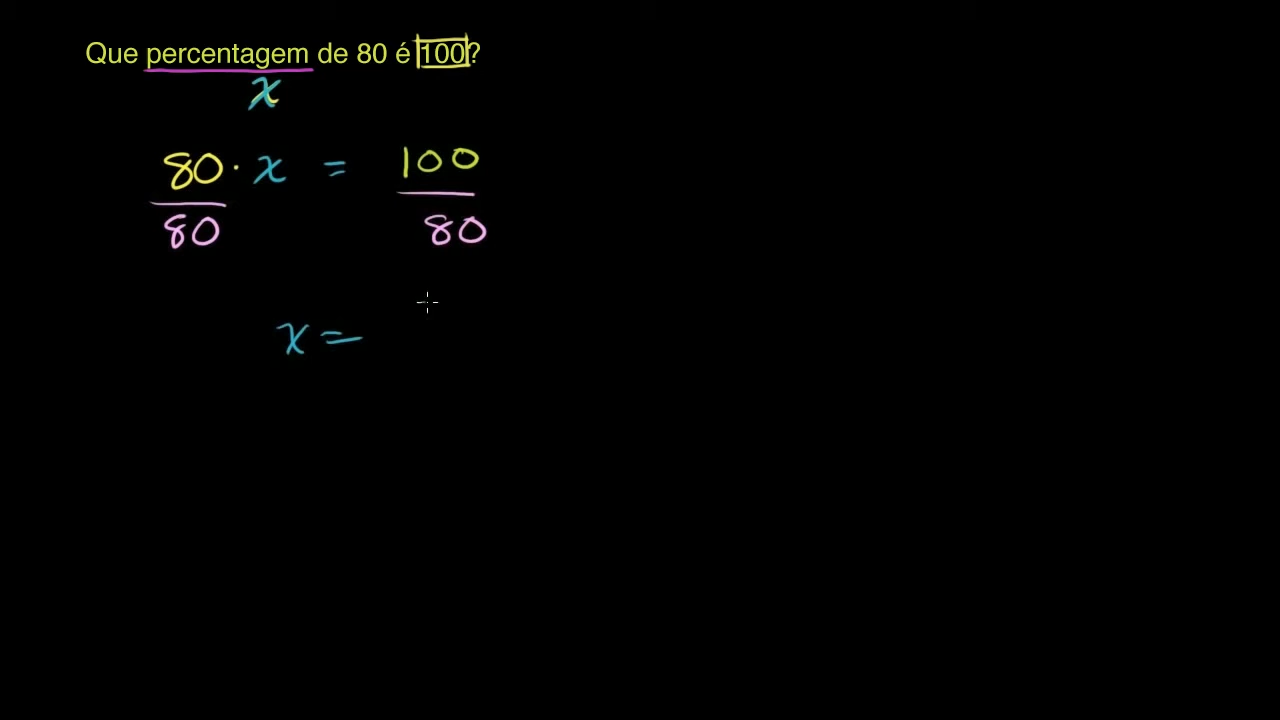 Que percentagem de 80 é 100?
x
80 · x = 100
80 80
x =